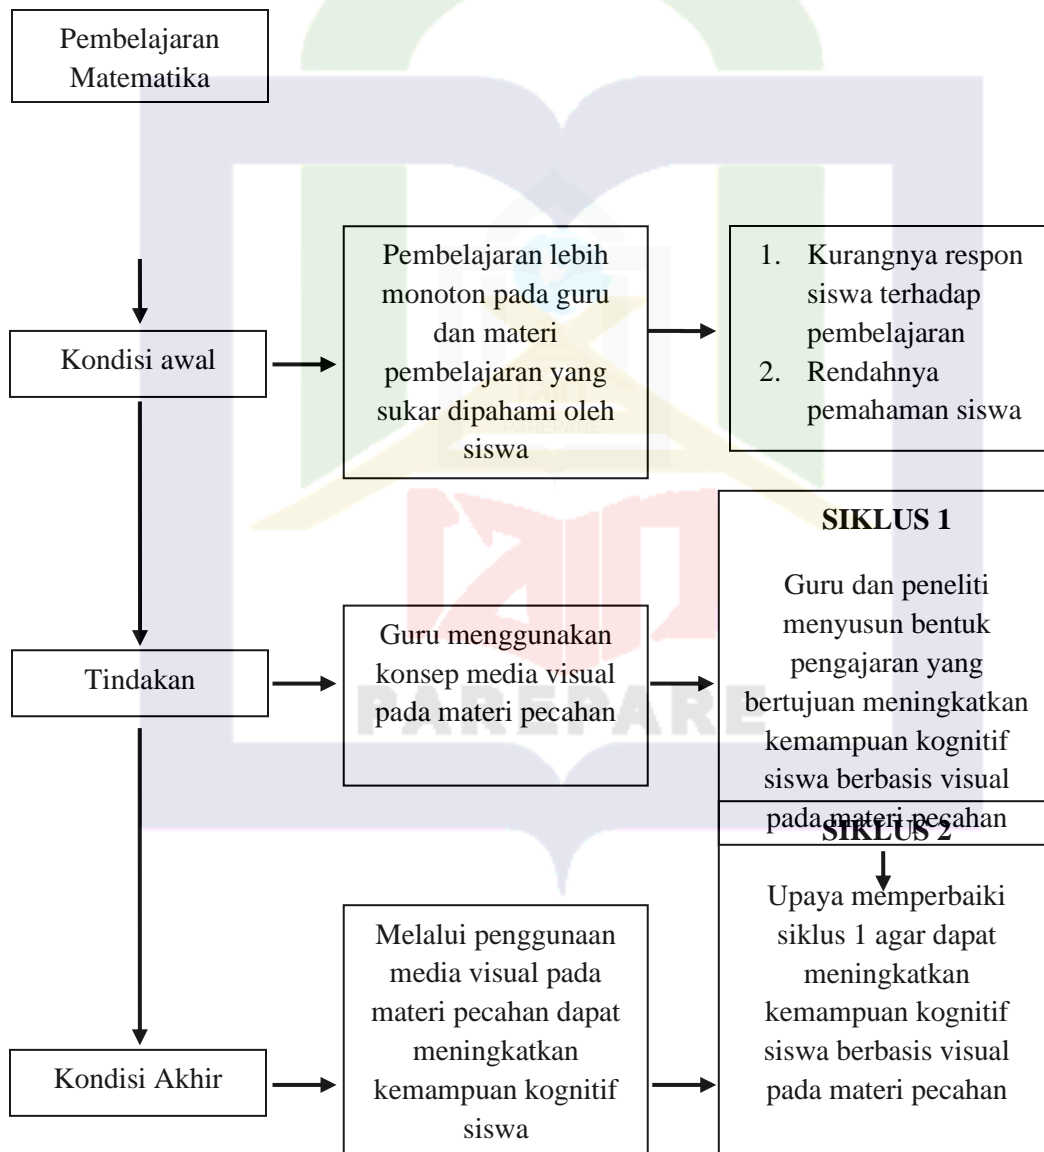 Pembelajaran
Matematika
Pembelajaran lebih
monoton pada guru
dan materi
pembelajaran yang
sukar dipahami oleh
siswa
1. Kurangnya respon
siswa terhadap
pembelajaran
2. Rendahnya
pemahaman siswa
Kondisi awal
PAREPARE
SIKLUS 1
Guru dan peneliti
menyusun bentuk
pengajaran yang
bertujuan meningkatkan
kemampuan kognitif
siswa berbasis visual
pada materi pecahan
Guru menggunakan
konsep media visual
pada materi pecahan
Tindakan
PAREPARE
SIKLUS 2
Upaya memperbaiki
siklus 1 agar dapat
meningkatkan
kemampuan kognitif
siswa berbasis visual
pada materi pecahan
Melalui penggunaan
media visual pada
materi pecahan dapat
meningkatkan
kemampuan kognitif
siswa
Kondisi Akhir